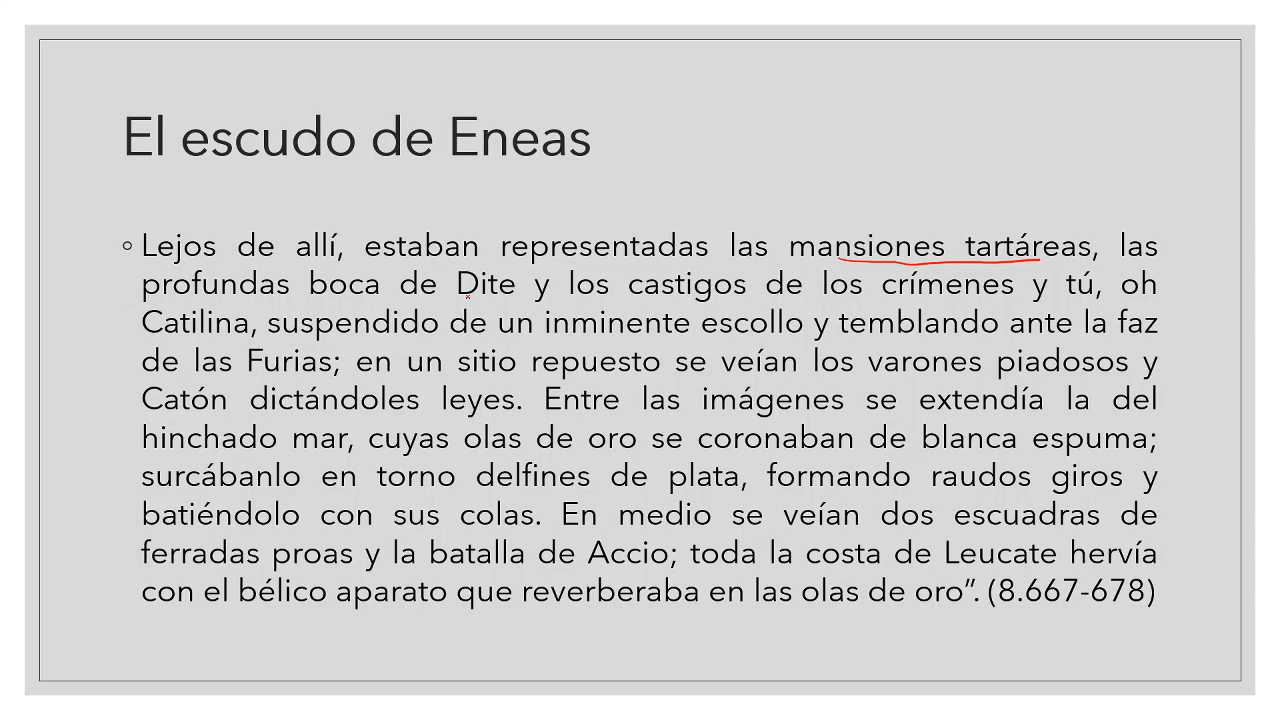 El escudo de Eneas
◦ Lejos de allí, estaban representadas las mansiones tartáreas, las
profundas boca de Dite y los castigos de los crímenes y tú, oh
Catilina, suspendido de un inminente escollo y temblando ante la faz
de las Furias; en un sitio repuesto se veían los varones piadosos y
Catón dictándoles leyes. Entre las imágenes se extendía la del
hinchado mar, cuyas olas de oro se coronaban de blanca espuma;
surcábanlo en torno delfines de plata, formando raudos giros y
batiéndolo con sus colas. En medio se veían dos escuadras de
ferradas proas y la batalla de Accio; toda la costa de Leucate hervía
con el bélico aparato que reverberaba en las olas de oro”. (8.667-678)